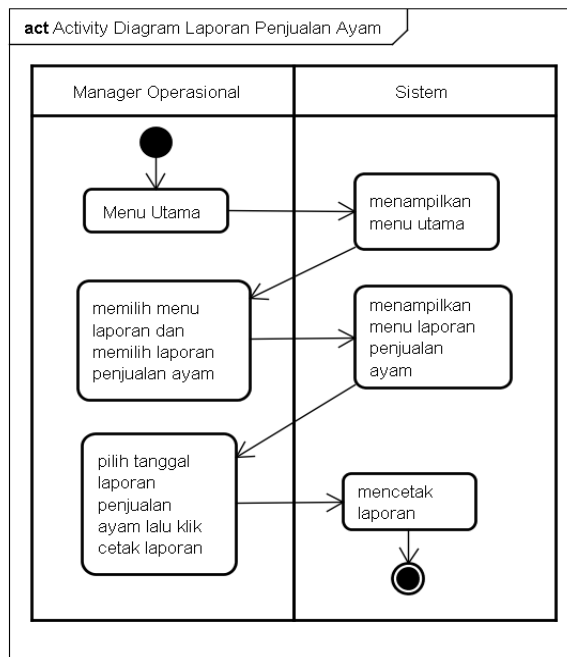 act Activity Diagram Laporan Penjualan Ayam
Manager Operasional
Sistem
Menu Utama
menampilkan
menu utama
memilih menu
laporan dan
memilih laporan
penjualan ayam
menampilkan
menu laporan
penjualan
ayam
pilih tanggal
laporan
penjualan
ayam lalu klik
cetak laporan
mencetak
laporan